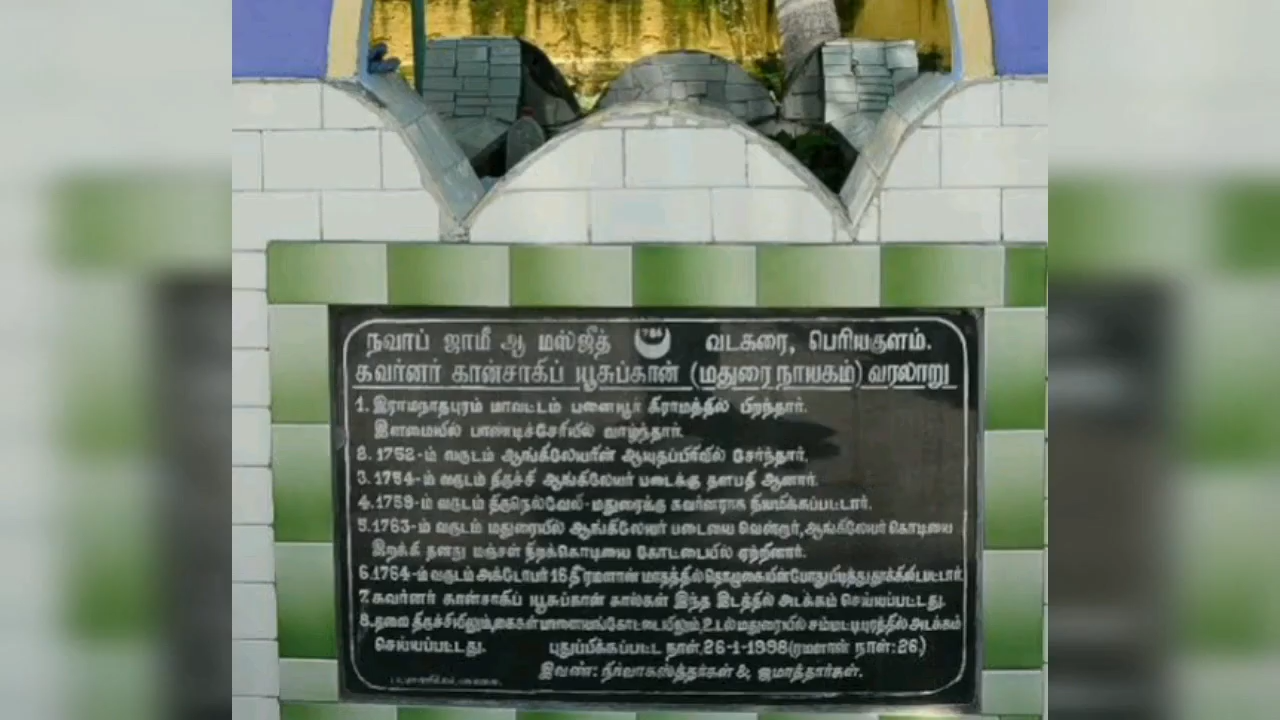 நவாப் ஜாமீ ஆ மஸ்ஜீத் 786 வடகரை, பெரியகுளம்.
கவர்னர் கான்சாகிப் யூசுப்கான் (மதுரை நாயகம்) வரலாறு
1. இராமநாதபுரம் மாவட்டம் பனையூர் கிராமத்தில் பிறந்தார்.
இளமையில் பாண்டிச்சேரியில் வாழ்ந்தார்.
2. 1752-ம் வருடம் ஆங்கிலேயரின் ஆயுதப்பிரிவில் சேர்ந்தார்.
3. 1754-ம் வருடம் திருச்சி ஆங்கிலேயர் படைக்கு தளபதி ஆனார்.
4. 1759-ம் வருடம் திருநெல்வேலி-மதுரைக்கு கவர்னராக நியமிக்கப்பட்டார்.
5. 1763-ம் வருடம் மதுரையில் ஆங்கிலேயர் படையை வென்றார், ஆங்கிலேயர் கொடியை
இறக்கி தனது மஞ்சள் நிறக்கொடியை கோட்டையில் ஏற்றினார்.
6. 1764-ம் வருடம் அக்டோபர் 15 தீ ரமளான் மாதத்தில் தொழுகையின்போது பிடித்து தூக்கிலிடப்பட்டார்.
7. கவர்னர் கான்சாகிப் யூசுப்கான் கால்கள் இந்த இடத்தில் அடக்கம் செய்யப்பட்டது.
8. தலை திருச்சியிலும், கைகள் பாளையங்கோட்டையிலும், உடல் மதுரையில் சம்மட்டிபுரத்தில் அடக்கம்
செய்யப்பட்டது. புதுப்பிக்கப்பட்ட நாள், 26-1-1998 (ரமளான் நாள்: 26.)
இவண்: நிர்வாகஸ்த்தர்கள் & ஜமாத்தார்கள்.